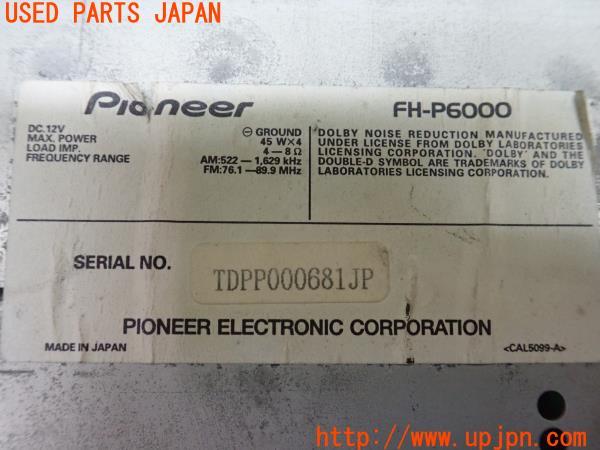 USED PARTS JAPAN
Pioneer
FH-P6000
DC.12V
⊖ GROUND
MAX. POWER
45 W×4
LOAD IMP.
4 – 8 Ω
FREQUENCY RANGE
AM:522 – 1,629 kHz
FM:76.1 – 89.9 MHz
DOLBY NOISE REDUCTION MANUFACTURED
UNDER LICENSE FROM DOLBY LABORATORIES
LICENSING CORPORATION. 'DOLBY' AND THE
DOUBLE-D SYMBOL ARE TRADEMARKS OF DOLBY
LABORATORIES LICENSING CORPORATION.
SERIAL NO.
TDPP000681JP
PIONEER ELECTRONIC CORPORATION
MADE IN JAPAN
<CAL5099-A>
http://www.upjpn.com/